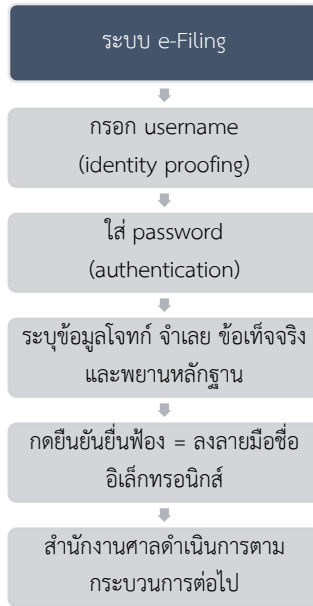 ระบบ e-Filing
กรอก username
(identity proofing)
ใส่ password
(authentication)
ระบุข้อมูลโจทก์ จำเลย ข้อเท็จจริง
และพยานหลักฐาน
กดยืนยันยื่นฟ้อง = ลงลายมือชื่อ
อิเล็กทรอนิกส์
สำนักงานศาลดำเนินการตาม
กระบวนการต่อไป